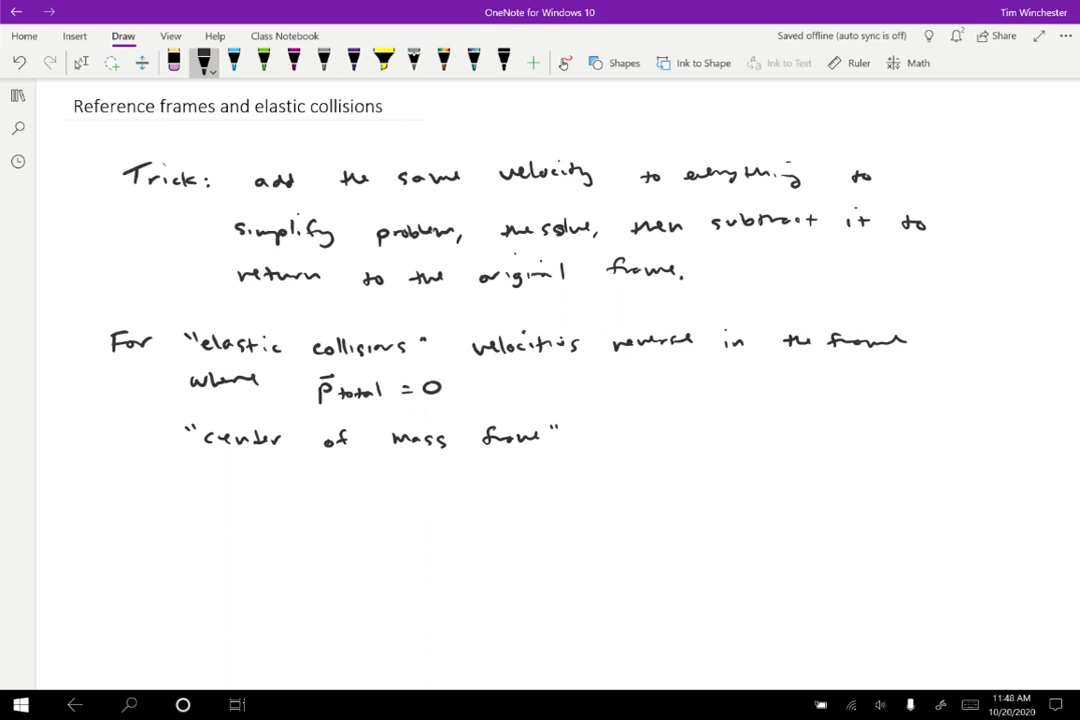 OneNote for Windows 10
Tim Winchester
Home Insert Draw View Help Class Notebook
Saved offline (auto sync is off)
Share
Shapes Ink to Shape Ink to Text Ruler Math
Reference frames and elastic collisions
Trick: add the same velocity to everything to
simplify problem, the solve, then subtract it to
return to the original frame.
For "elastic collisions" velocities reverse in the frame
where p̄ total = 0
"center of mass frame"
11:48 AM
10/20/2020